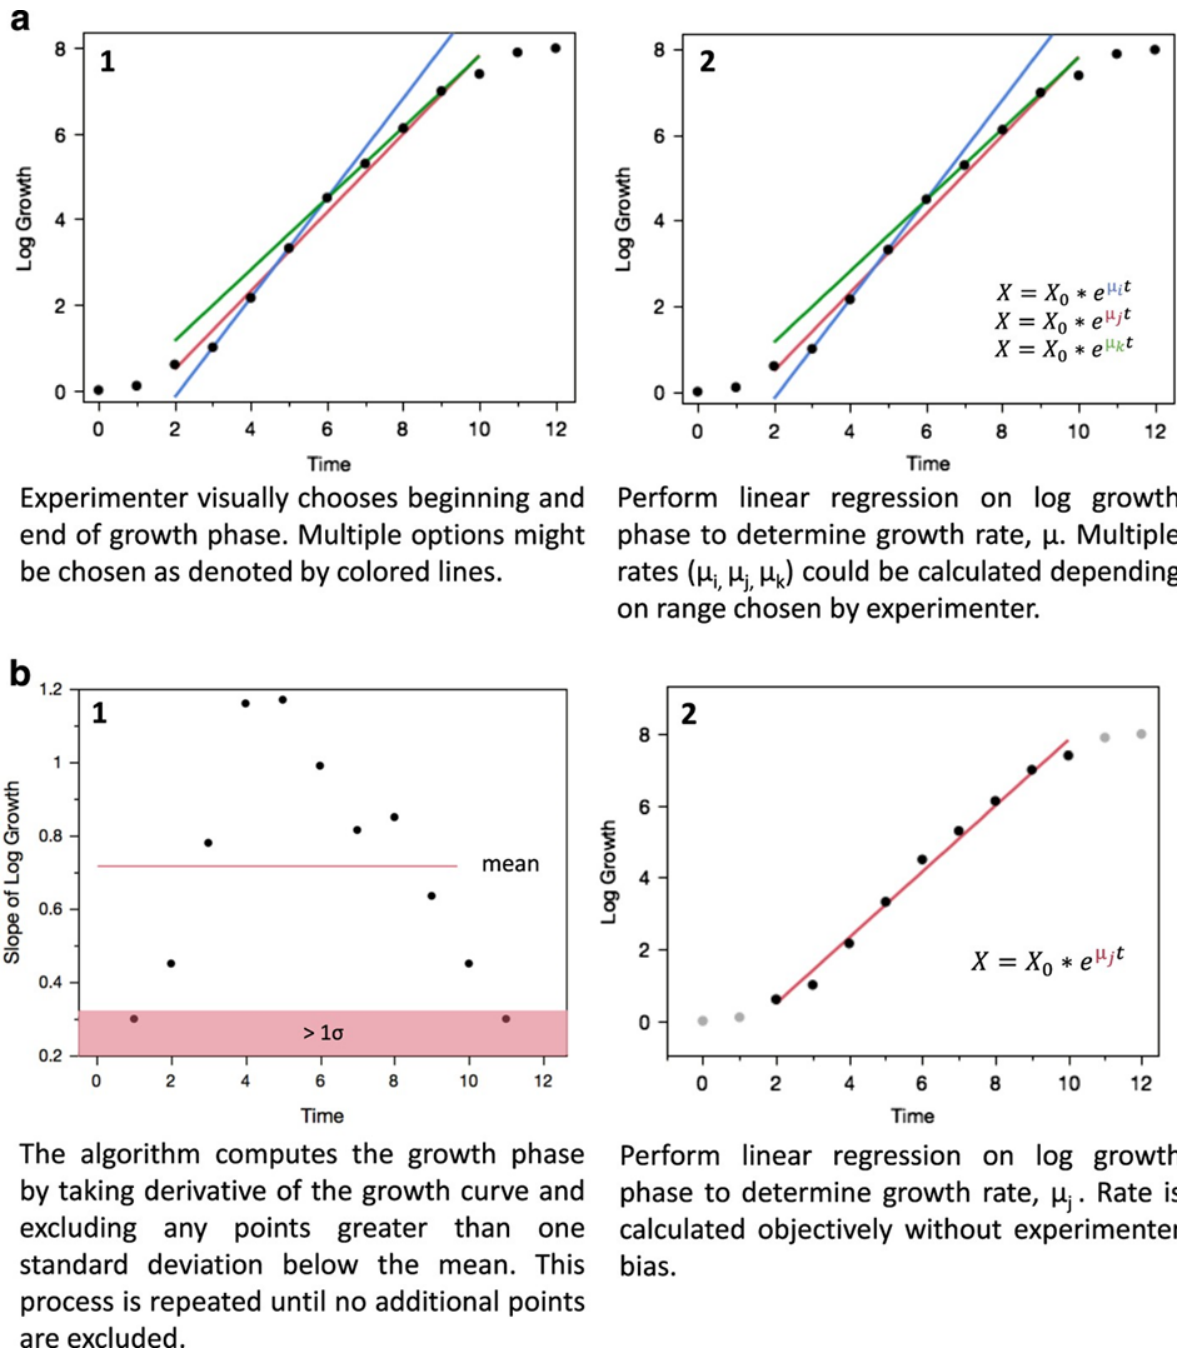 a
1
8
6
4
2
0
Log Growth
0 2 4 6 8 10 12
Time
2
8
6
4
2
0
Log Growth
X = X₀ * e^μᵢt
X = X₀ * e^μⱼt
X = X₀ * e^μₖt
0 2 4 6 8 10 12
Time
Experimenter visually chooses beginning and
end of growth phase. Multiple options might
be chosen as denoted by colored lines.
Perform linear regression on log growth
phase to determine growth rate, μ. Multiple
rates (μᵢ, μⱼ, μₖ) could be calculated depending
on range chosen by experimenter.
b
1
1.2
1
0.8
0.6
0.4
0.2
Slope of Log Growth
mean
> 1σ
0 2 4 6 8 10 12
Time
2
8
6
4
2
0
Log Growth
X = X₀ * e^μⱼt
0 2 4 6 8 10 12
Time
The algorithm computes the growth phase
by taking derivative of the growth curve and
excluding any points greater than one
standard deviation below the mean. This
process is repeated until no additional points
are excluded.
Perform linear regression on log growth
phase to determine growth rate, μⱼ . Rate is
calculated objectively without experimenter
bias.